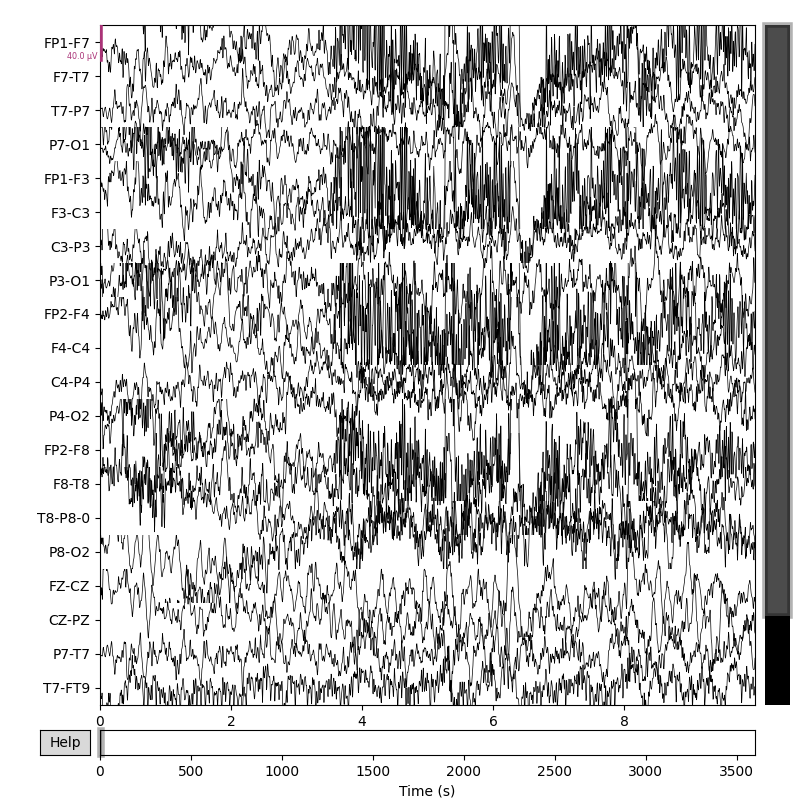 FP1-F7
40.0 µV
F7-T7
T7-P7
P7-O1
FP1-F3
F3-C3
C3-P3
P3-O1
FP2-F4
F4-C4
C4-P4
P4-O2
FP2-F8
F8-T8
T8-P8-0
P8-O2
FZ-CZ
CZ-PZ
P7-T7
T7-FT9
0 2 4 6 8
Help
0 500 1000 1500 2000 2500 3000 3500
Time (s)